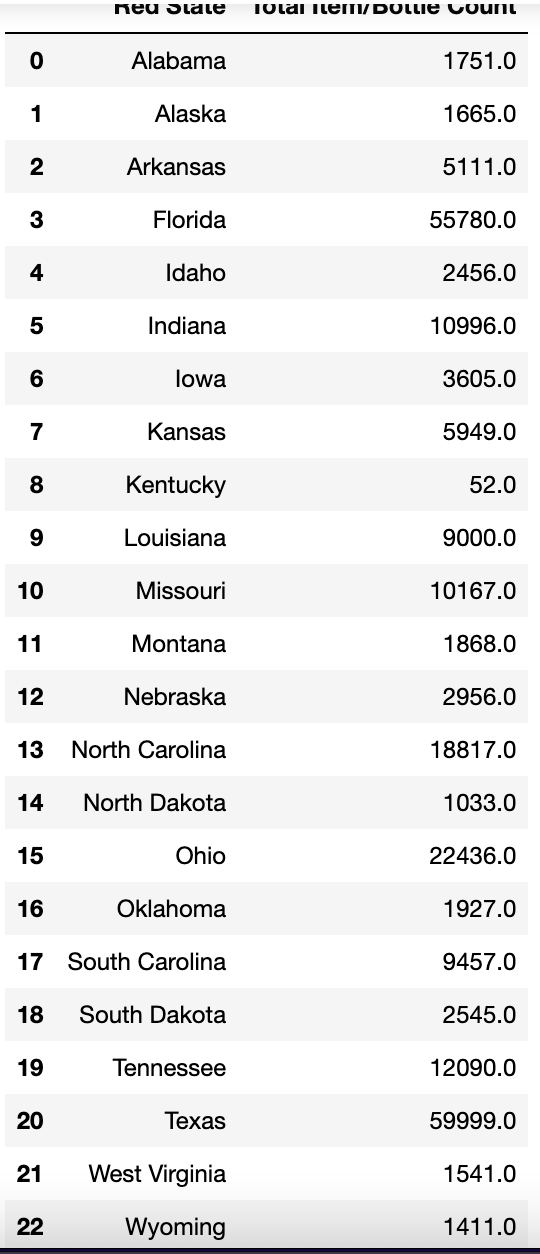 Red State Total Item/Bottle Count
0 Alabama 1751.0
1 Alaska 1665.0
2 Arkansas 5111.0
3 Florida 55780.0
4 Idaho 2456.0
5 Indiana 10996.0
6 Iowa 3605.0
7 Kansas 5949.0
8 Kentucky 52.0
9 Louisiana 9000.0
10 Missouri 10167.0
11 Montana 1868.0
12 Nebraska 2956.0
13 North Carolina 18817.0
14 North Dakota 1033.0
15 Ohio 22436.0
16 Oklahoma 1927.0
17 South Carolina 9457.0
18 South Dakota 2545.0
19 Tennessee 12090.0
20 Texas 59999.0
21 West Virginia 1541.0
22 Wyoming 1411.0